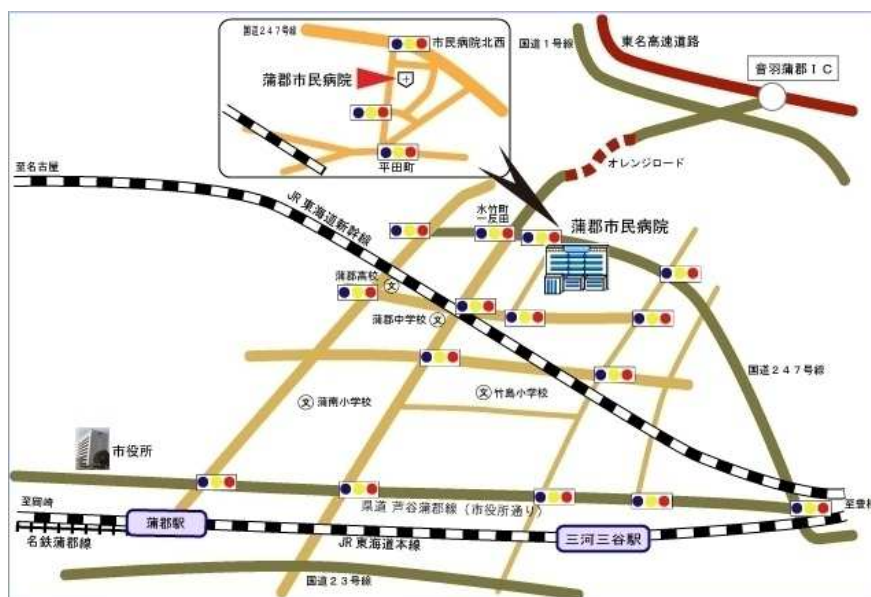 国道247号線
市民病院北西
蒲郡市民病院
平田町
国道1号線
東名高速道路
音羽蒲郡IC
オレンジロード
至名古屋
JR東海道新幹線
水竹町
一反田
蒲郡市民病院
蒲郡高校
文
蒲郡中学校
文
国道247号線
文
蒲南小学校
文
竹島小学校
市役所
県道 芦谷蒲郡線(市役所通り)
至岡崎
至豊橋
蒲郡駅
三河三谷駅
名鉄蒲郡線
JR東海道本線
国道23号線